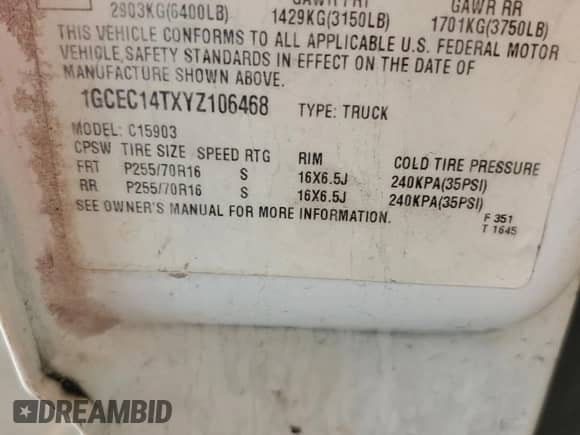 2903KG(6400LB) 1429KG(3150LB) 1701KG(3750LB)
GAWR RR
THIS VEHICLE CONFORMS TO ALL APPLICABLE U.S. FEDERAL MOTOR
VEHICLE SAFETY STANDARDS IN EFFECT ON THE DATE OF
MANUFACTURE SHOWN ABOVE.
1GCEC14TXYZ106468 TYPE: TRUCK
MODEL: C15903
CPSW TIRE SIZE SPEED RTG RIM COLD TIRE PRESSURE
FRT P255/70R16 S 16X6.5J 240KPA(35PSI)
RR P255/70R16 S 16X6.5J 240KPA(35PSI)
SEE OWNER'S MANUAL FOR MORE INFORMATION.
F 351
T 1645
DREAMBID